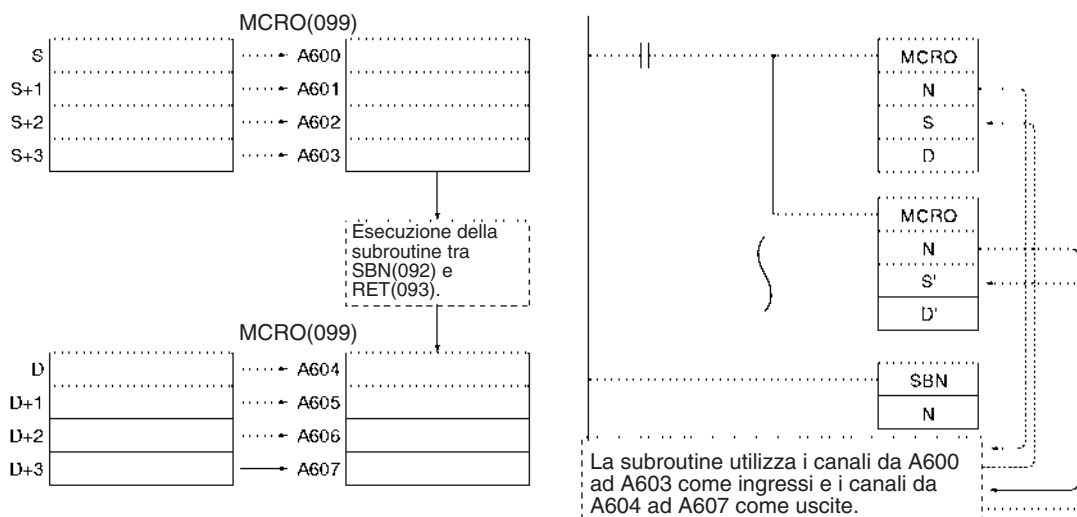 MCRO(099)
S
A600
S+1
A601
S+2
A602
S+3
A603
Esecuzione della
subroutine tra
SBN(092) e
RET(093).
MCRO(099)
D
A604
D+1
A605
D+2
A606
D+3
A607
MCRO
N
S
D
MCRO
N
S'
D'
SBN
N
La subroutine utilizza i canali da A600
ad A603 come ingressi e i canali da
A604 ad A607 come uscite.